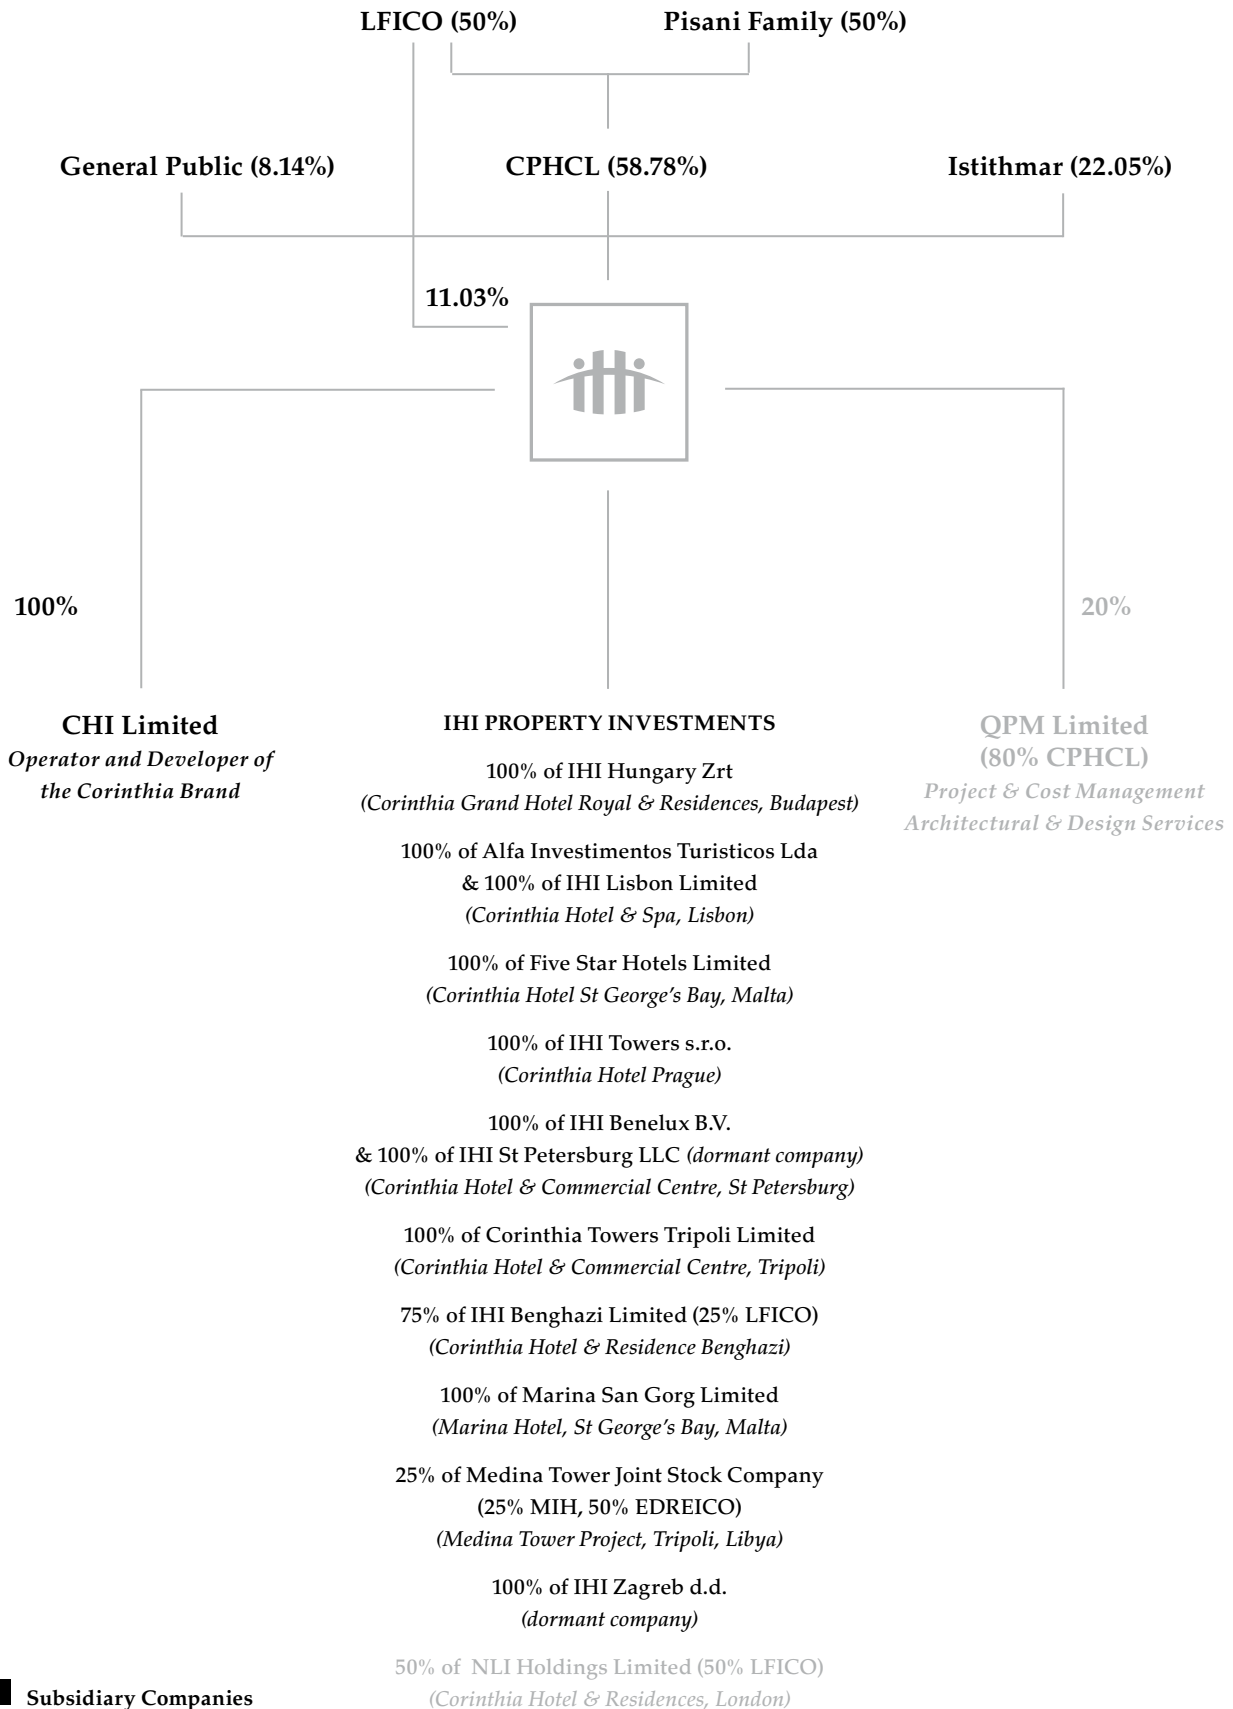 LFICO (50%)
Pisani Family (50%)
General Public (8.14%)
CPHCL (58.78%)
Istithmar (22.05%)
11.03%
100%
20%
CHI Limited
Operator and Developer of
the Corinthia Brand
IHI PROPERTY INVESTMENTS
100% of IHI Hungary Zrt
(Corinthia Grand Hotel Royal & Residences, Budapest)
100% of Alfa Investimentos Turisticos Lda
& 100% of IHI Lisbon Limited
(Corinthia Hotel & Spa, Lisbon)
100% of Five Star Hotels Limited
(Corinthia Hotel St George's Bay, Malta)
100% of IHI Towers s.r.o.
(Corinthia Hotel Prague)
100% of IHI Benelux B.V.
& 100% of IHI St Petersburg LLC (dormant company)
(Corinthia Hotel & Commercial Centre, St Petersburg)
100% of Corinthia Towers Tripoli Limited
(Corinthia Hotel & Commercial Centre, Tripoli)
75% of IHI Benghazi Limited (25% LFICO)
(Corinthia Hotel & Residence Benghazi)
100% of Marina San Gorg Limited
(Marina Hotel, St George's Bay, Malta)
25% of Medina Tower Joint Stock Company
(25% MIH, 50% EDREICO)
(Medina Tower Project, Tripoli, Libya)
100% of IHI Zagreb d.d.
(dormant company)
50% of NLI Holdings Limited (50% LFICO)
(Corinthia Hotel & Residences, London)
QPM Limited
(80% CPHCL)
Project & Cost Management
Architectural & Design Services
Subsidiary Companies